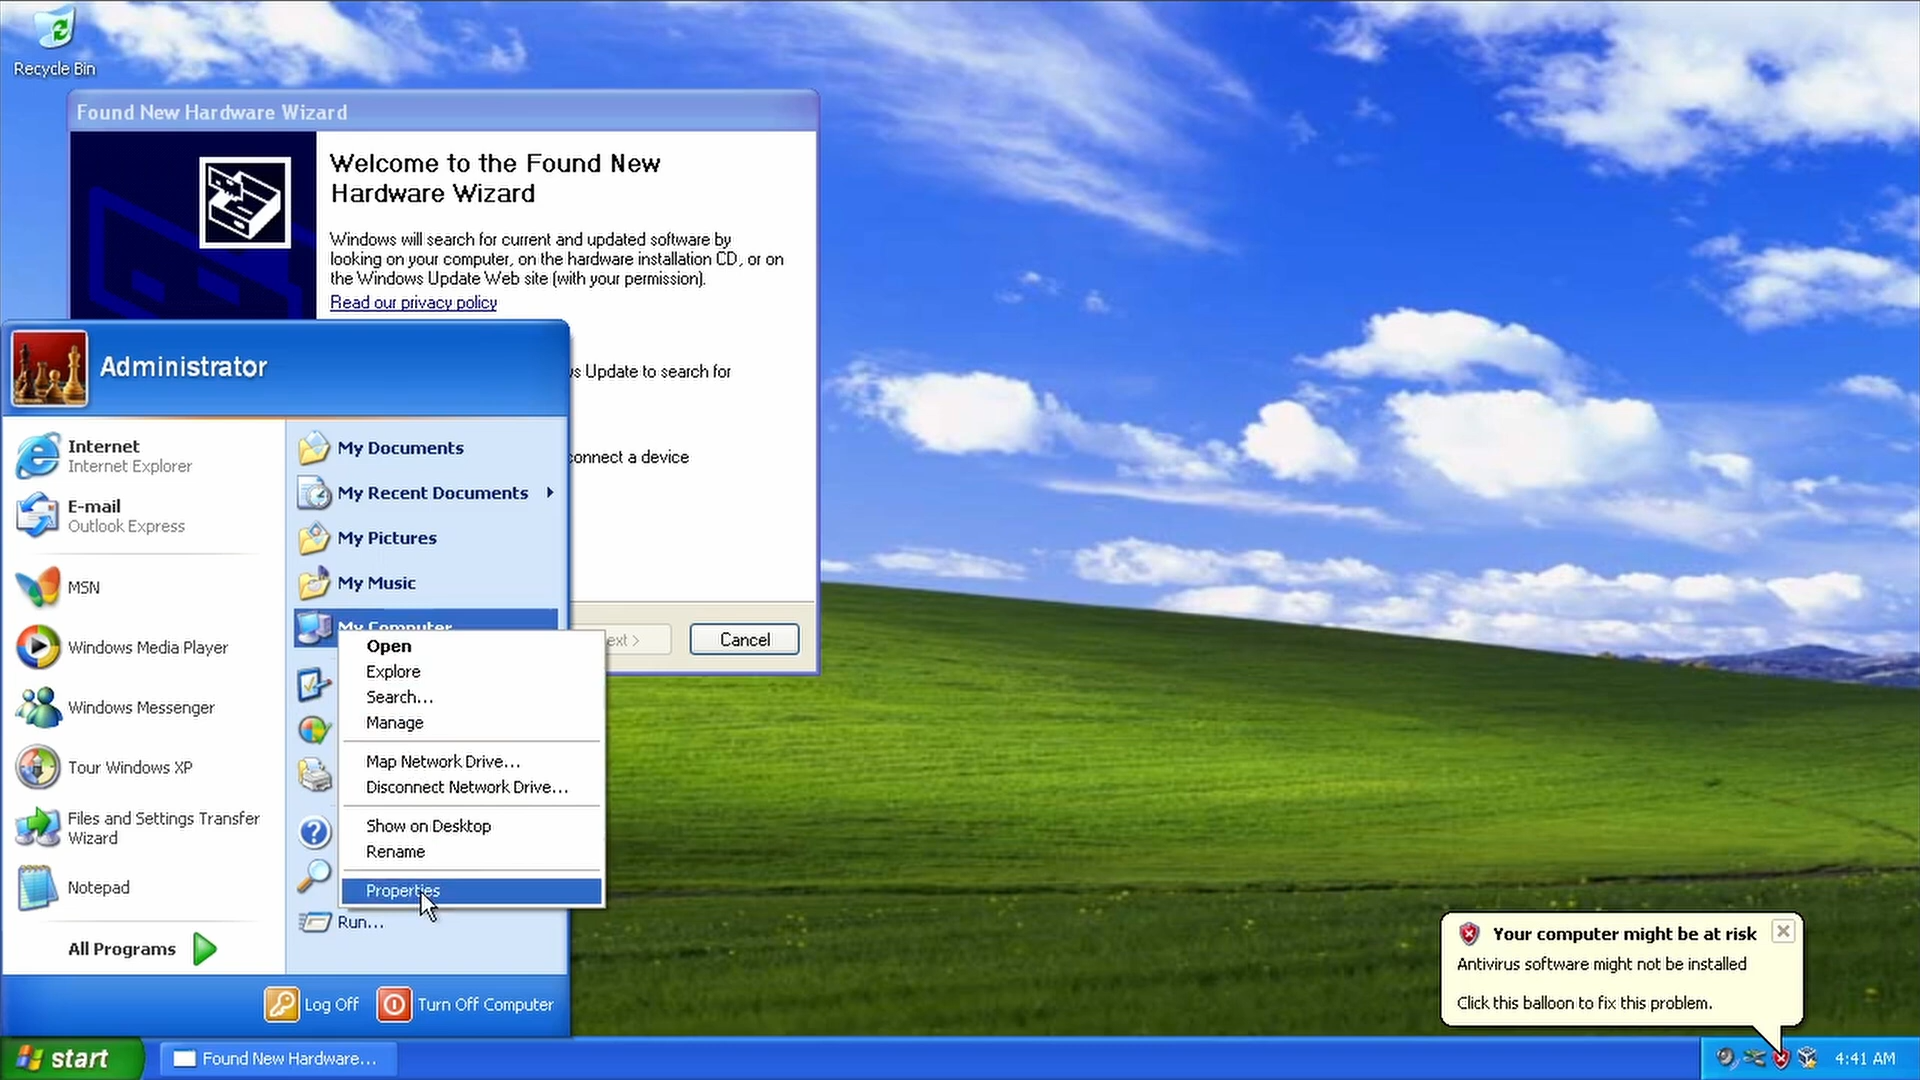 Recycle Bin
Found New Hardware Wizard
Welcome to the Found New
Hardware Wizard
Windows will search for current and updated software by
looking on your computer, on the hardware installation CD, or on
the Windows Update Web site (with your permission).
Read our privacy policy
Update to search for
connect a device
Cancel
Administrator
Internet
Internet Explorer
E-mail
Outlook Express
MSN
Windows Media Player
Windows Messenger
Tour Windows XP
Files and Settings Transfer
Wizard
Notepad
All Programs
My Documents
My Recent Documents
My Pictures
My Music
My Computer
Open
Explore
Search...
Manage
Map Network Drive...
Disconnect Network Drive...
Show on Desktop
Rename
Properties
Run...
Log Off
Turn Off Computer
Your computer might be at risk
Antivirus software might not be installed
Click this balloon to fix this problem.
start
Found New Hardware...
4:41 AM